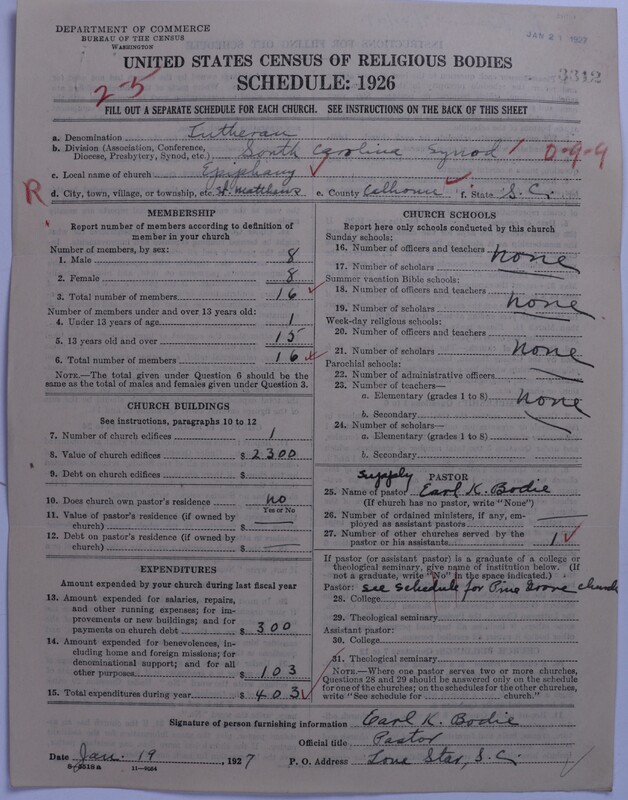 DEPARTMENT OF COMMERCE
BUREAU OF THE CENSUS
WASHINGTON
JAN 21 1927
UNITED STATES CENSUS OF RELIGIOUS BODIES
SCHEDULE: 1926
3312
2-5
FILL OUT A SEPARATE SCHEDULE FOR EACH CHURCH. SEE INSTRUCTIONS ON THE BACK OF THIS SHEET
a. Denomination Lutheran
b. Division (Association, Conference, Diocese, Presbytery, Synod, etc.) South Carolina Synod 0-9-9
c. Local name of church Epiphany
R
d. City, town, village, or township, etc. St. Matthews e. County Calhoun f. State S.C.
MEMBERSHIP
Report number of members according to definition of
member in your church
Number of members, by sex:
1. Male 8
2. Female 8
3. Total number of members 16
Number of members under and over 13 years old:
4. Under 13 years of age 1
5. 13 years old and over 15
6. Total number of members 16
NOTE.—The total given under Question 6 should be the
same as the total of males and females given under Question 3.
CHURCH BUILDINGS
See instructions, paragraphs 10 to 12
7. Number of church edifices 1
8. Value of church edifices $ 2300
9. Debt on church edifices $
10. Does church own pastor's residence no
Yes or No
11. Value of pastor's residence (if owned by
church) $
12. Debt on pastor's residence (if owned by
church) $
EXPENDITURES
Amount expended by your church during last fiscal year
13. Amount expended for salaries, repairs,
and other running expenses; for im-
provements or new buildings; and for
payments on church debt $ 300
14. Amount expended for benevolences, in-
cluding home and foreign missions; for
denominational support; and for all
other purposes $ 103
15. Total expenditures during year $ 403
CHURCH SCHOOLS
Report here only schools conducted by this church
Sunday schools:
16. Number of officers and teachers none
17. Number of scholars
Summer vacation Bible schools:
18. Number of officers and teachers none
19. Number of scholars
Week-day religious schools:
20. Number of officers and teachers
21. Number of scholars none
Parochial schools:
22. Number of administrative officers
23. Number of teachers—
a. Elementary (grades 1 to 8) none
b. Secondary
24. Number of scholars—
a. Elementary (grades 1 to 8)
b. Secondary
Supply PASTOR
25. Name of pastor Earl K. Bodie
(If church has no pastor, write "None")
26. Number of ordained ministers, if any, em-
ployed as assistant pastors
27. Number of other churches served by the
pastor or his assistants 1
If pastor (or assistant pastor) is a graduate of a college or
theological seminary, give name of institution below. (If
not a graduate, write "No" in the space indicated.)
Pastor: see schedule for Pine Grove church
28. College
29. Theological seminary
Assistant pastor:
30. College
31. Theological seminary
NOTE.—Where one pastor serves two or more churches,
Questions 28 and 29 should be answered only on the schedule
for one of the churches; on the schedules for the other churches,
write "See schedule for church."
Signature of person furnishing information Earl K. Bodie
Official title Pastor
Date Jan. 19, 1927 P. O. Address Lone Star, S.C.
11—9024